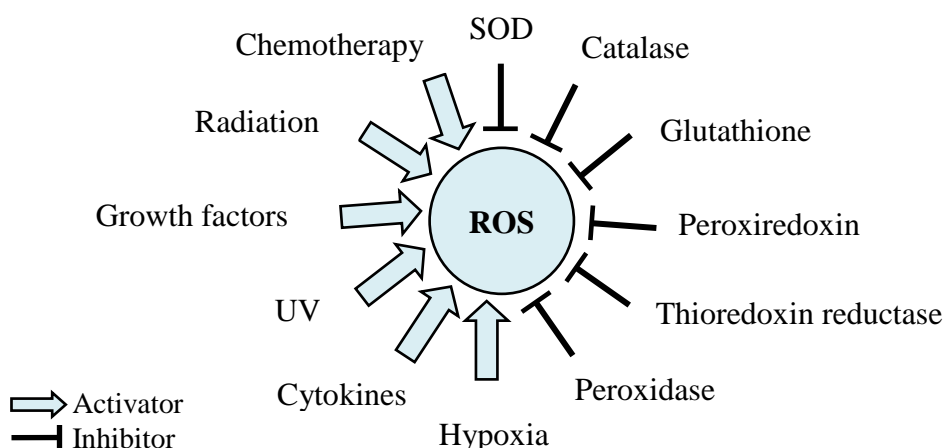 SOD
Chemotherapy
Catalase
Radiation
Glutathione
Growth factors
ROS
Peroxiredoxin
UV
Thioredoxin reductase
Cytokines
Peroxidase
Hypoxia
Activator
Inhibitor